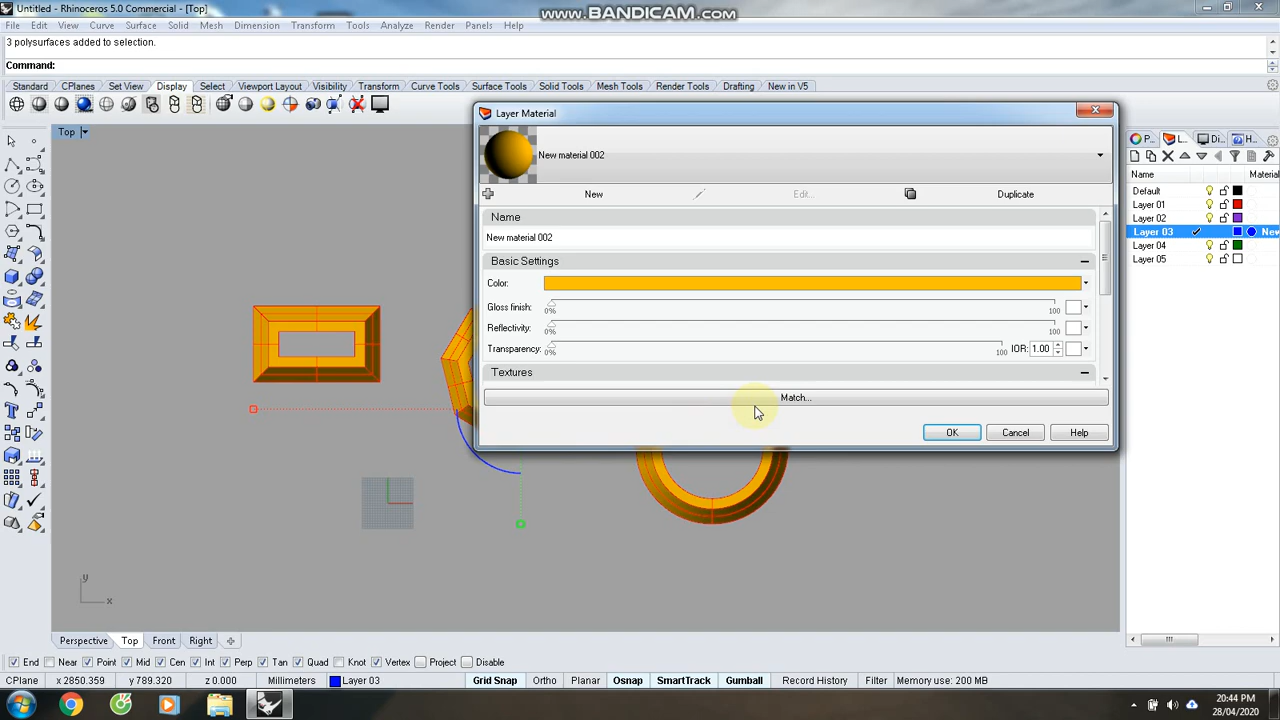 Untitled - Rhinoceros 5.0 Commercial - [Top]
www.BANDICAM.com
File Edit View Curve Surface Solid Mesh Dimension Transform Tools Analyze Render Panels Help
3 polysurfaces added to selection.
Command:
Standard CPlanes Set View Display Select Viewport Layout Visibility Transform Curve Tools Surface Tools Solid Tools Mesh Tools Render Tools Drafting New in V5
Layer Material
Top
P... L... Di... H...
New material 002
Name Material
Default
New Edit... Duplicate
Layer 01
Name
Layer 02
New material 002
Layer 03 New
Layer 04
Basic Settings
Layer 05
Color:
Gloss finish: 0% 100
Reflectivity: 0% 100
Transparency: 0% 100 IOR: 1.00
Textures
Match...
OK Cancel Help
y
x
Perspective Top Front Right
End Near Point Mid Cen Int Perp Tan Quad Knot Vertex Project Disable
CPlane x 2850.359 y 789.320 z 0.000 Millimeters Layer 03 Grid Snap Ortho Planar Osnap SmartTrack Gumball Record History Filter Memory use: 200 MB
20:44 PM
28/04/2020